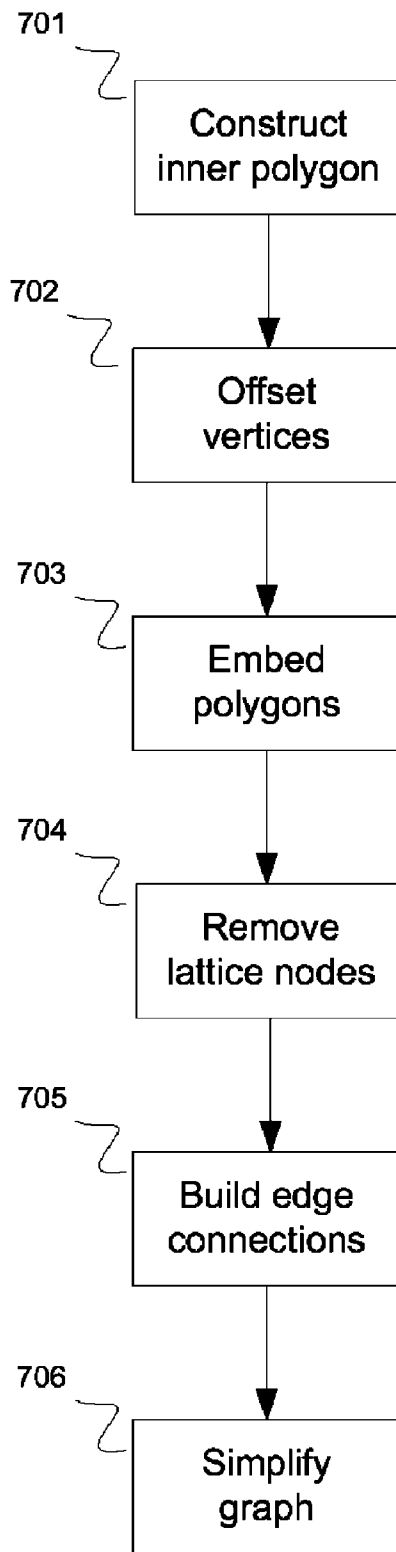 701
Construct
inner polygon
702
Offset
vertices
703
Embed
polygons
704
Remove
lattice nodes
705
Build edge
connections
706
Simplify
graph